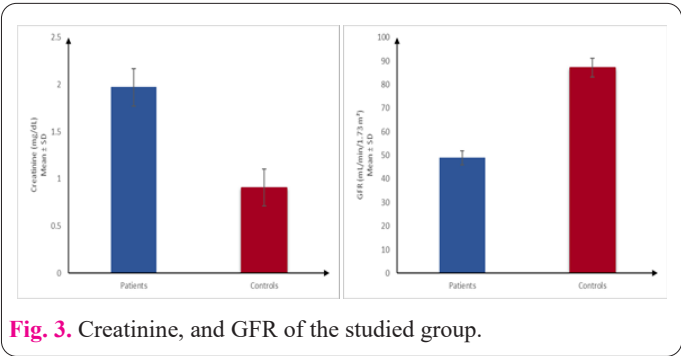 2.5
2
1.5
1
0.5
0
Creatinine (mg/dL)
Mean ± SD
Patients
Controls
100
90
80
70
60
50
40
30
20
10
0
GFR (mL/min/1.73 m²)
Mean ± SD
Patients
Controls
Fig. 3. Creatinine, and GFR of the studied group.